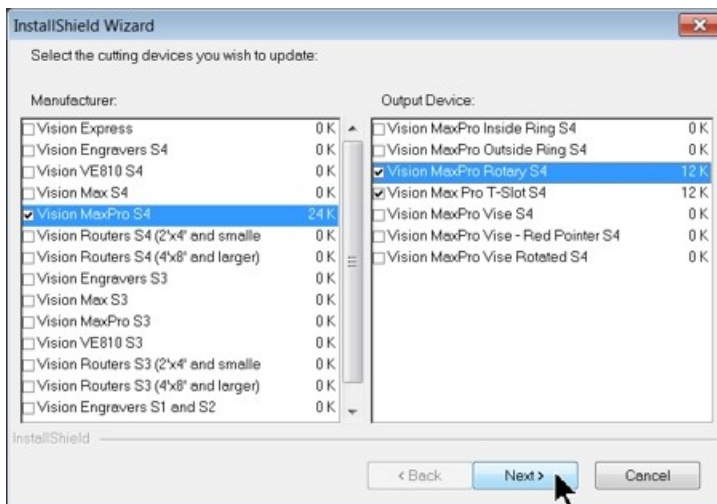 InstallShield Wizard
Select the cutting devices you wish to update:
Manufacturer:
Vision Express 0 K
Vision Engravers S4 0 K
Vision VE810 S4 0 K
Vision Max S4 0 K
Vision MaxPro S4 24 K
Vision Routers S4 (2'x4' and smalle 0 K
Vision Routers S4 (4'x8' and larger) 0 K
Vision Engravers S3 0 K
Vision Max S3 0 K
Vision MaxPro S3 0 K
Vision VE810 S3 0 K
Vision Routers S3 (2'x4' and smalle 0 K
Vision Routers S3 (4'x8' and larger) 0 K
Vision Engravers S1 and S2 0 K
Output Device:
Vision MaxPro Inside Ring S4 0 K
Vision MaxPro Outside Ring S4 0 K
Vision MaxPro Rotary S4 12 K
Vision Max Pro T-Slot S4 12 K
Vision MaxPro Vise S4 0 K
Vision MaxPro Vise - Red Pointer S4 0 K
Vision MaxPro Vise Rotated S4 0 K
InstallShield
< Back Next > Cancel